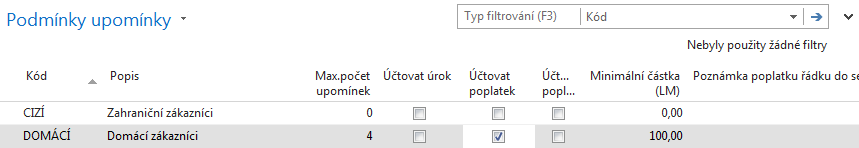 Podmínky upomínky
Typ filtrování (F3) Kód
Nebyly použity žádné filtry
Kód Popis Max.počet upomínek Účtovat úrok Účtovat poplatek Účt... popl... Minimální částka (LM) Poznámka poplatku řádku do se
CIZÍ Zahraniční zákazníci 0 0,00
DOMÁCÍ Domácí zákazníci 4 100,00